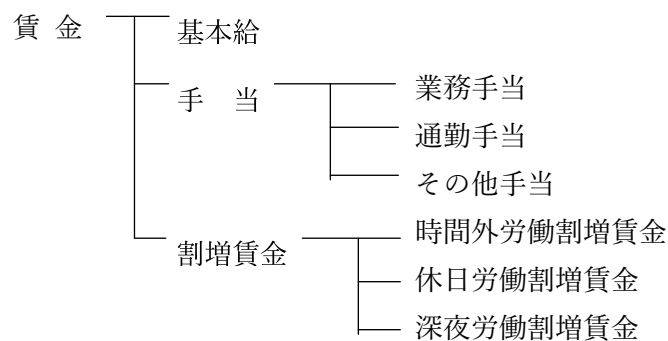 賃 金
基本給
手 当
業務手当
通勤手当
その他手当
割増賃金
時間外労働割増賃金
休日労働割増賃金
深夜労働割増賃金